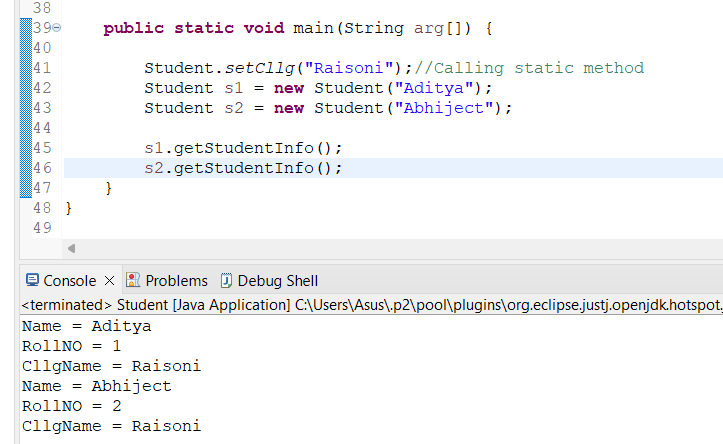 38
39 public static void main(String arg[]) {
40
41 Student.setCllg("Raisoni");//Calling static method
42 Student s1 = new Student("Aditya");
43 Student s2 = new Student("Abhiject");
44
45 s1.getStudentInfo();
46 s2.getStudentInfo();
47 }
48 }
49
Console Problems Debug Shell
<terminated> Student [Java Application] C:\Users\Asus\.p2\pool\plugins\org.eclipse.justj.openjdk.hotspot.
Name = Aditya
RollNO = 1
CllgName = Raisoni
Name = Abhiject
RollNO = 2
CllgName = Raisoni